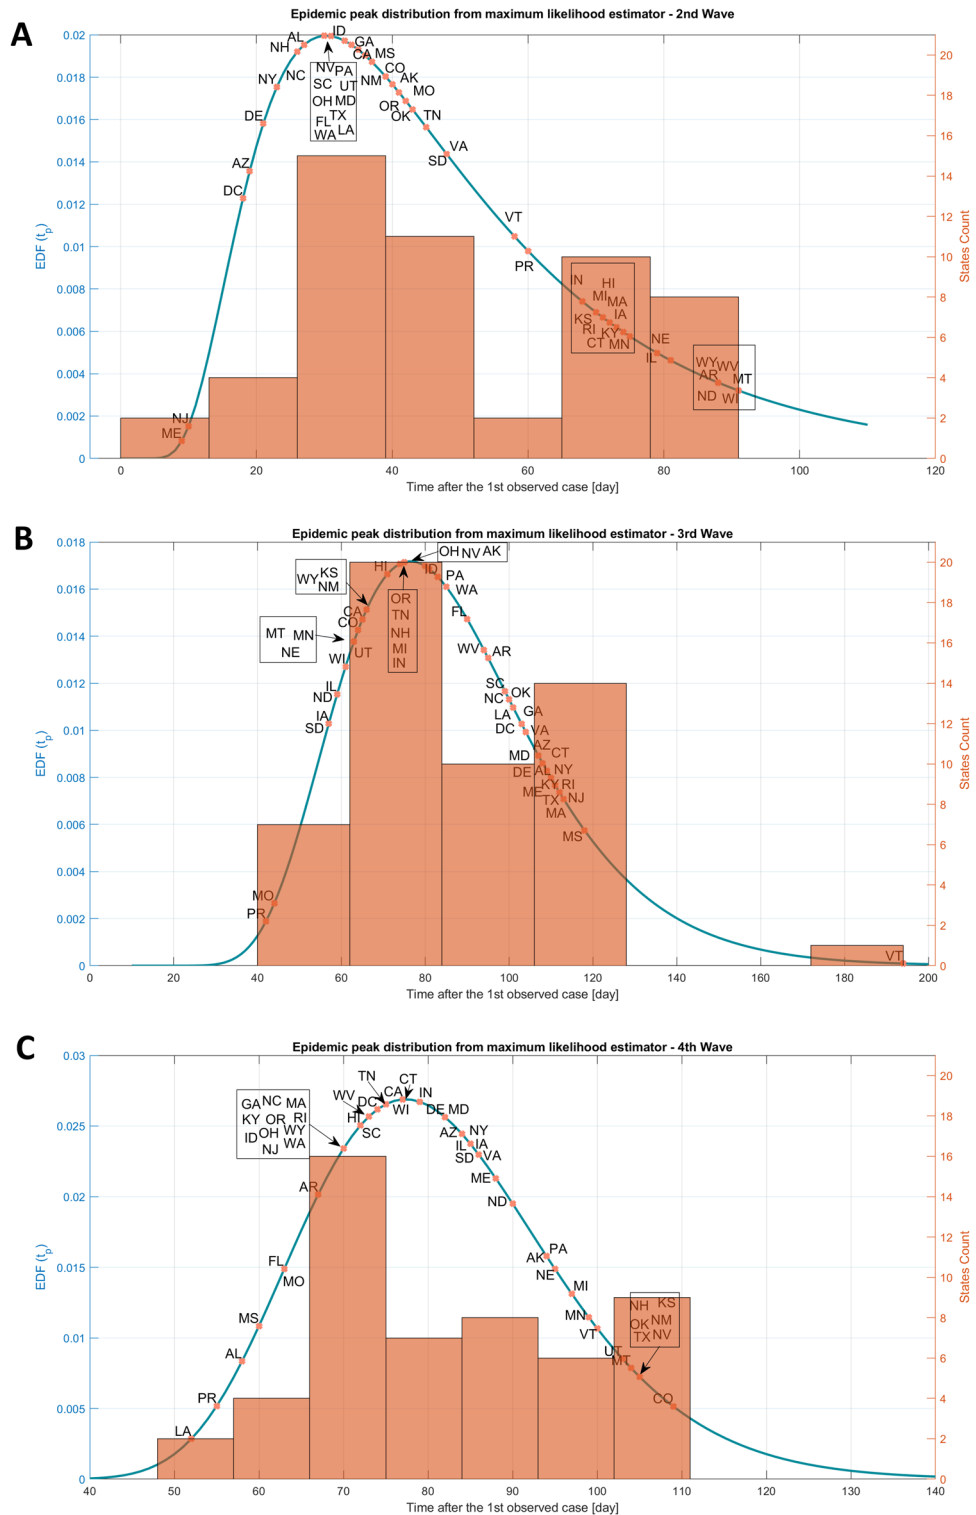 A
Epidemic peak distribution from maximum likelihood estimator - 2nd Wave
EDF (tp)
States Count
0.02
0.018
0.016
0.014
0.012
0.01
0.008
0.006
0.004
0.002
0
20
18
16
14
12
10
8
6
4
2
0
AL
ID
NH
GA
CA
MS
NC
NV
PA
NY
SC
UT
NM
CO
AK
OH
MD
MO
DE
FL
TX
OR
OK
TN
WA
LA
AZ
SD
VA
DC
VT
PR
IN
HI
MI
MA
KS
IA
RI
KY
CT
MN
NE
IL
WY
WV
AR
MT
ND
WI
NJ
ME
0
20
40
60
80
100
120
Time after the 1st observed case [day]
B
Epidemic peak distribution from maximum likelihood estimator - 3rd Wave
EDF (tp)
States Count
0.018
0.016
0.014
0.012
0.01
0.008
0.006
0.004
0.002
0
20
18
16
14
12
10
8
6
4
2
0
OH NV AK
HI
ID
PA
WY
KS
NM
WA
OR
TN
NH
MI
IN
CA
CO
FL
MT
MN
NE
UT
WI
WV
AR
IL
ND
SC
OK
NC
IA
SD
LA
GA
DC
VA
MD
AZ
CT
DE
AL
NY
KY
RI
ME
TX
NJ
MA
MS
MO
PR
VT
0
20
40
60
80
100
120
140
160
180
200
Time after the 1st observed case [day]
C
Epidemic peak distribution from maximum likelihood estimator - 4th Wave
EDF (tp)
States Count
0.03
0.025
0.02
0.015
0.01
0.005
0
20
18
16
14
12
10
8
6
4
2
0
TN
CT
WV
DC
CA
IN
GA
NC
MA
KY
OR
RI
ID
OH
WY
NJ
WA
HI
SC
WI
DE
MD
AZ
NY
IL
IA
SD
VA
ME
AR
ND
FL
MO
AK
PA
NE
MS
MI
MN
VT
NH
KS
OK
NM
TX
NV
UT
MT
AL
PR
CO
LA
40
50
60
70
80
90
100
110
120
130
140
Time after the 1st observed case [day]